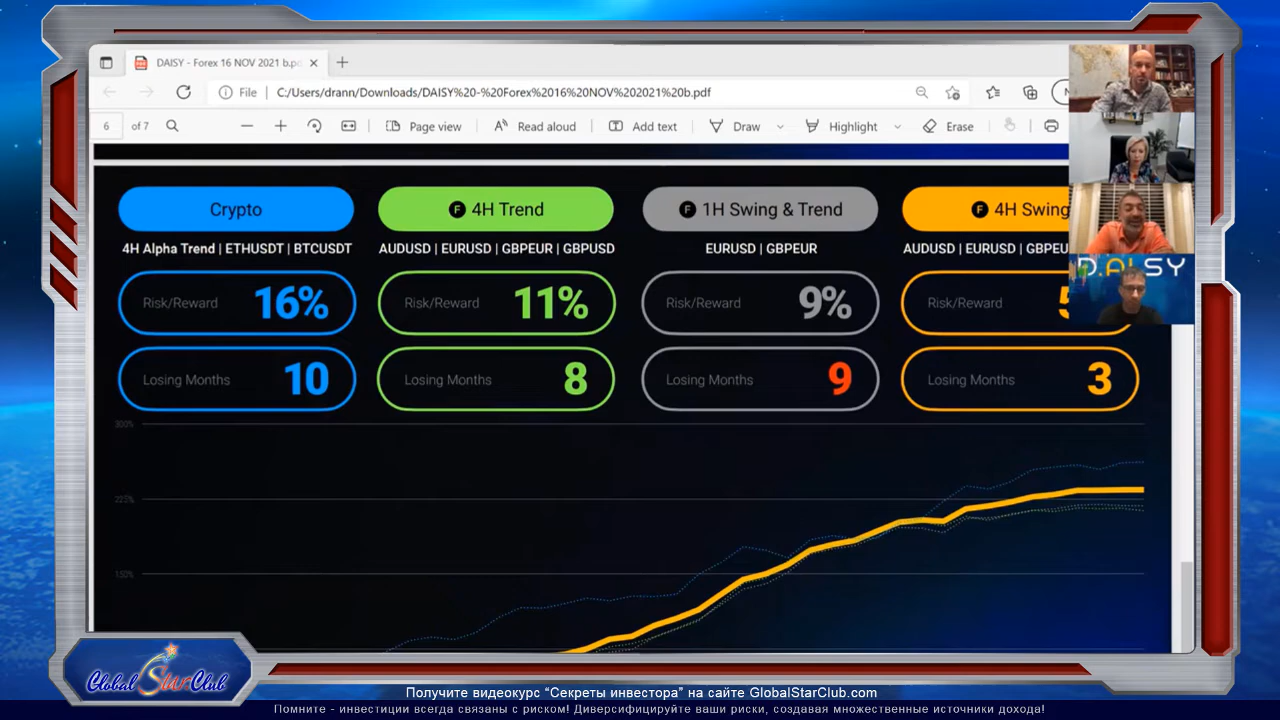 DAISY - Forex 16 NOV 2021 b.pd
File | C:/Users/drann/Downloads/DAISY%20-%20Forex%2016%20NOV%202021%20b.pdf
6 of 7 Page view Read aloud Add text Draw Highlight Erase
D.AI.SY
Crypto F 4H Trend F 1H Swing & Trend F 4H Swing
4H Alpha Trend | ETHUSDT | BTCUSDT AUDUSD | EURUSD | GBPEUR | GBPUSD EURUSD | GBPEUR AUDUSD | EURUSD | GBPEU
Risk/Reward 16% Risk/Reward 11% Risk/Reward 9% Risk/Reward
Losing Months 10 Losing Months 8 Losing Months 9 Losing Months 3
300%
225%
150%
Global Star Club
Получите видеокурс “Секреты инвестора” на сайте GlobalStarClub.com
Помните - инвестиции всегда связаны с риском! Диверсифицируйте ваши риски, создавая множественные источники дохода!